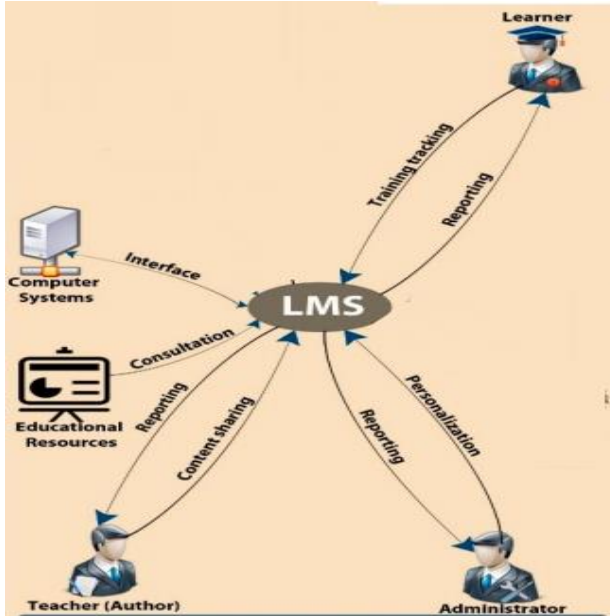 Learner
Training tracking
Reporting
Interface
Computer
Systems
LMS
Consultation
Educational
Resources
Reporting
Content sharing
Reporting
Personalization
Teacher (Author)
Administrator